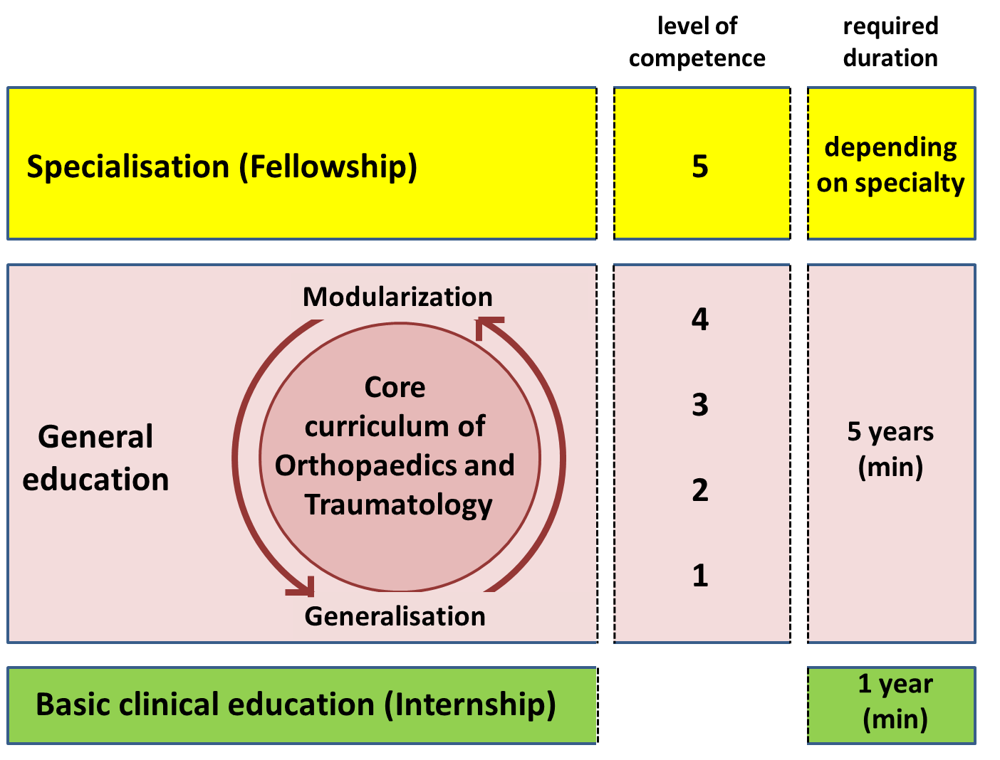 level of
competence
required
duration
Specialisation (Fellowship)
5
depending
on specialty
General
education
Modularization
Core
curriculum of
Orthopaedics and
Traumatology
Generalisation
4
3
2
1
5 years
(min)
Basic clinical education (Internship)
1 year
(min)